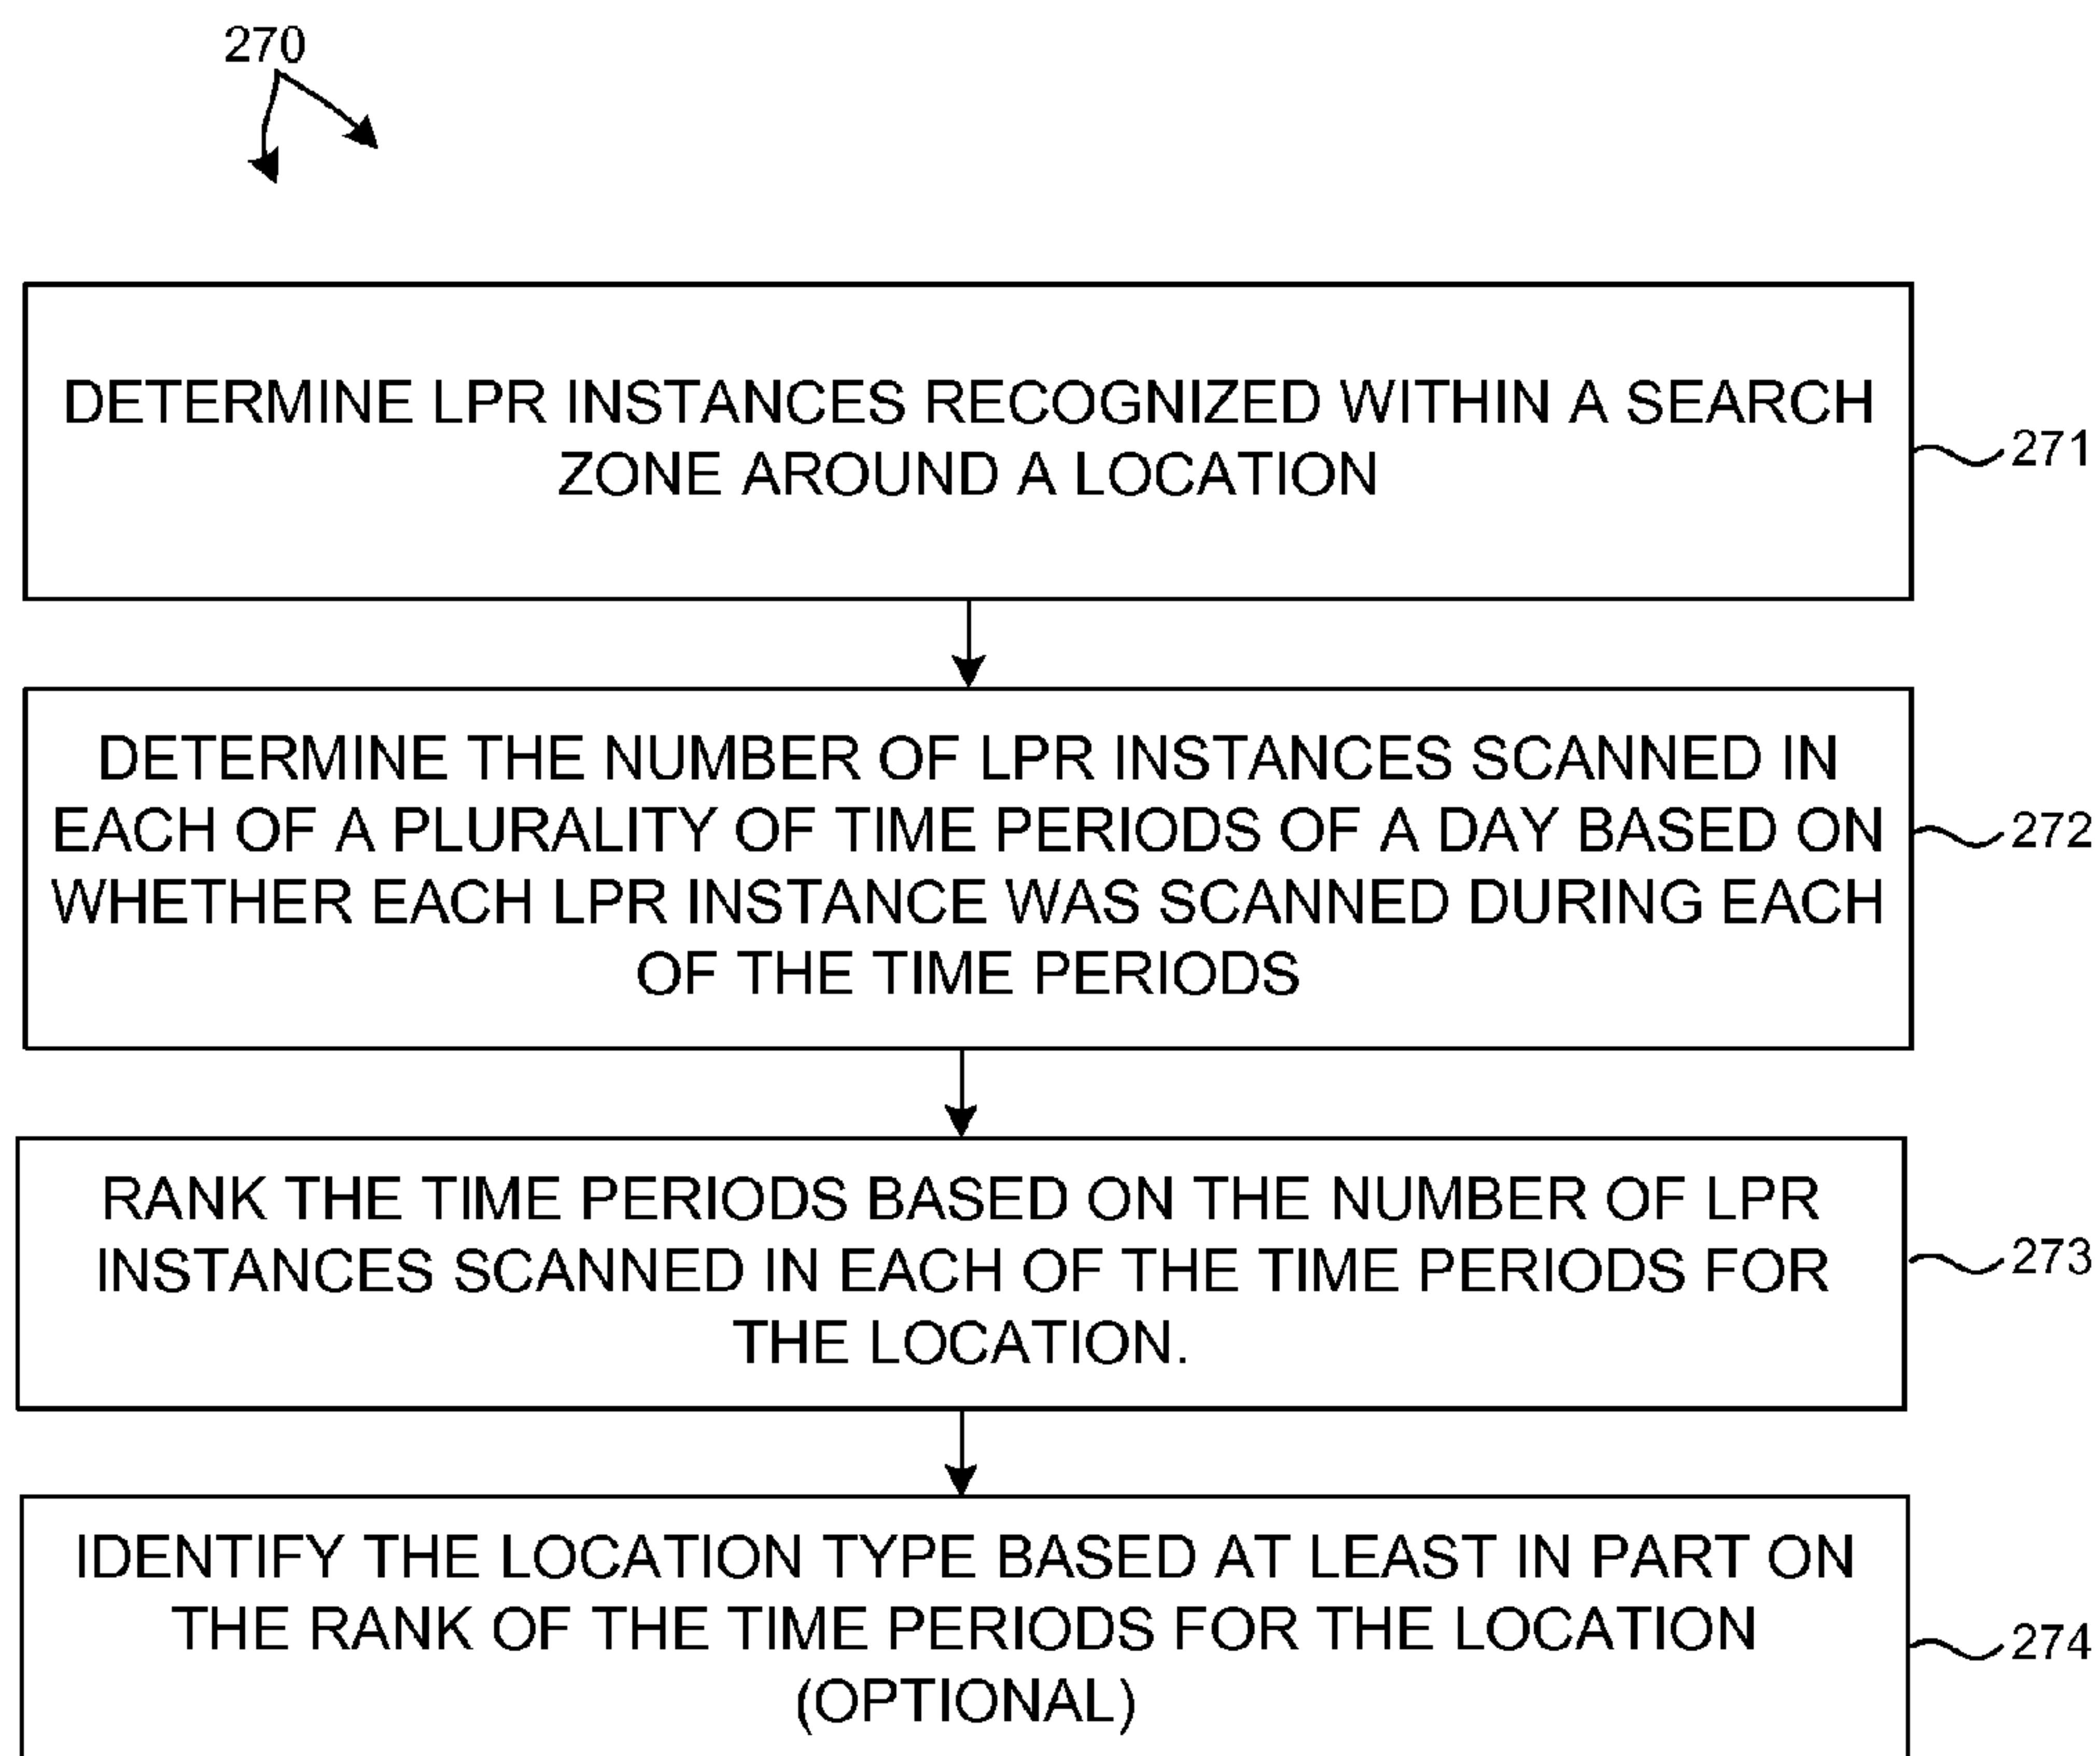 270
DETERMINE LPR INSTANCES RECOGNIZED WITHIN A SEARCH
ZONE AROUND A LOCATION
271
DETERMINE THE NUMBER OF LPR INSTANCES SCANNED IN
EACH OF A PLURALITY OF TIME PERIODS OF A DAY BASED ON
WHETHER EACH LPR INSTANCE WAS SCANNED DURING EACH
OF THE TIME PERIODS
272
RANK THE TIME PERIODS BASED ON THE NUMBER OF LPR
INSTANCES SCANNED IN EACH OF THE TIME PERIODS FOR
THE LOCATION.
273
IDENTIFY THE LOCATION TYPE BASED AT LEAST IN PART ON
THE RANK OF THE TIME PERIODS FOR THE LOCATION
(OPTIONAL)
274